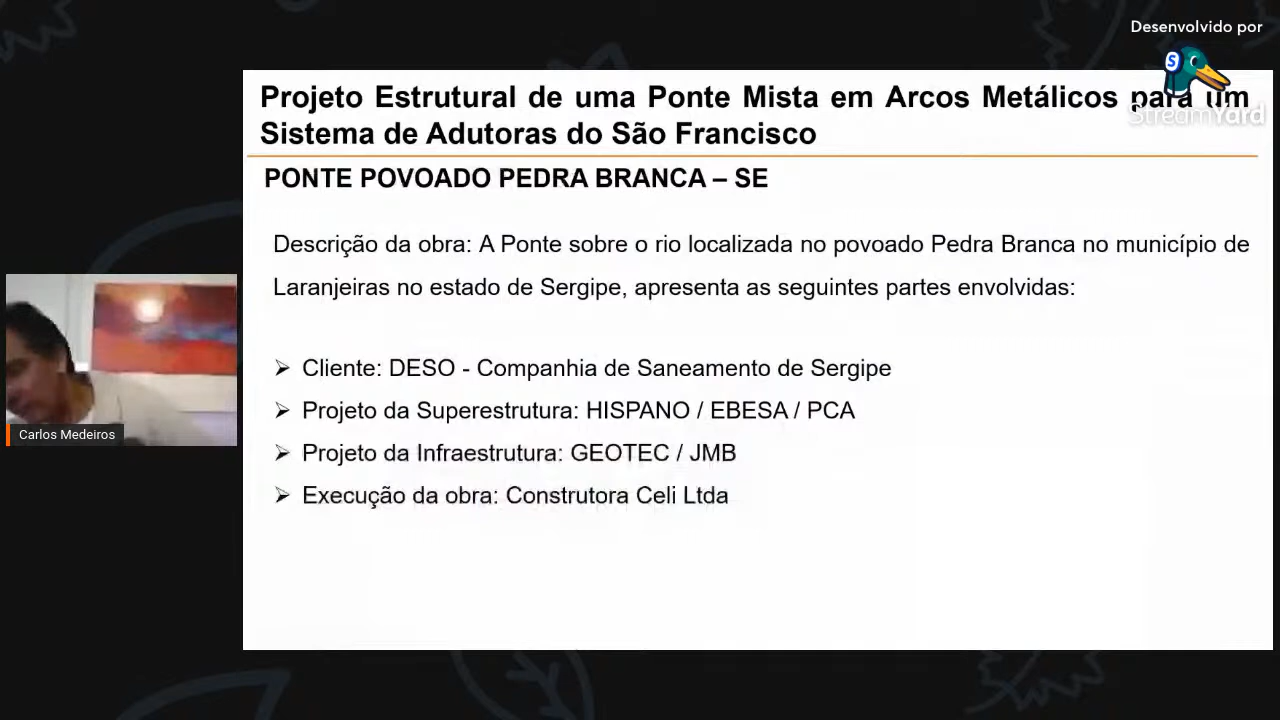 Desenvolvido por
StreamYard
Projeto Estrutural de uma Ponte Mista em Arcos Metálicos para um
Sistema de Adutoras do São Francisco
PONTE POVOADO PEDRA BRANCA – SE
Descrição da obra: A Ponte sobre o rio localizada no povoado Pedra Branca no município de
Laranjeiras no estado de Sergipe, apresenta as seguintes partes envolvidas:
➢ Cliente: DESO - Companhia de Saneamento de Sergipe
➢ Projeto da Superestrutura: HISPANO / EBESA / PCA
➢ Projeto da Infraestrutura: GEOTEC / JMB
➢ Execução da obra: Construtora Celi Ltda
Carlos Medeiros